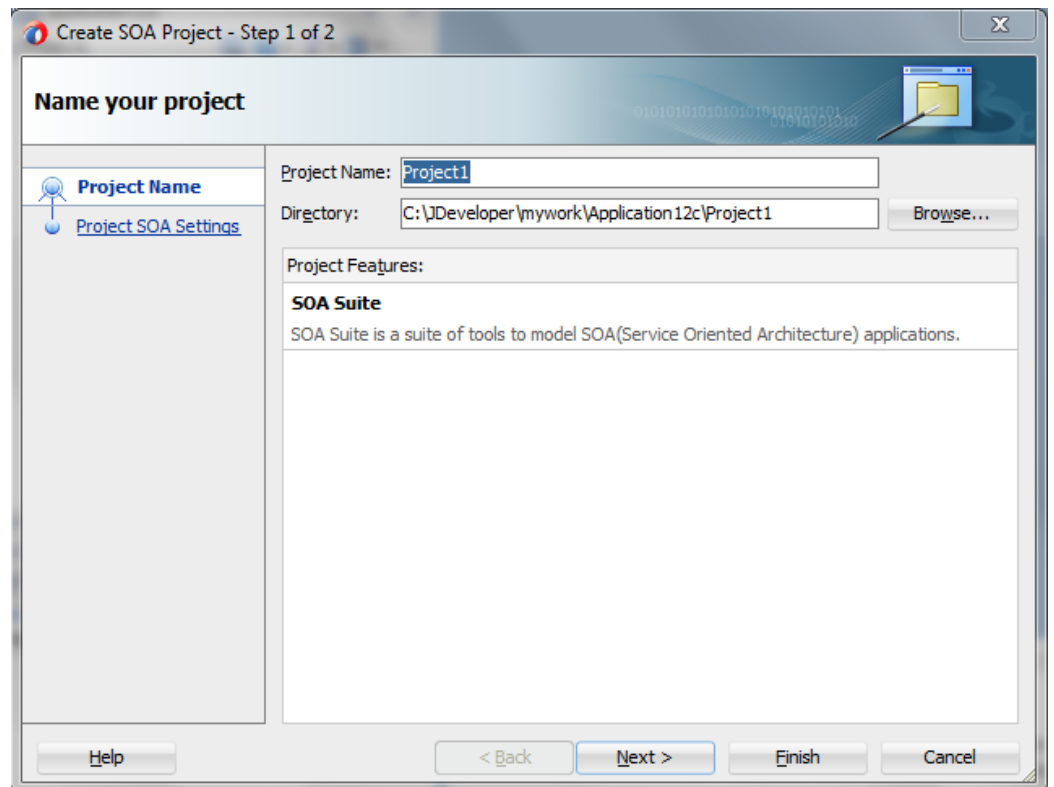 Create SOA Project - Step 1 of 2
Name your project
Project Name
Project SOA Settings
Project Name: Project1
Directory: C:\JDeveloper\mywork\Application12c\Project1 Browse...
Project Features:
SOA Suite
SOA Suite is a suite of tools to model SOA(Service Oriented Architecture) applications.
Help < Back Next > Finish Cancel